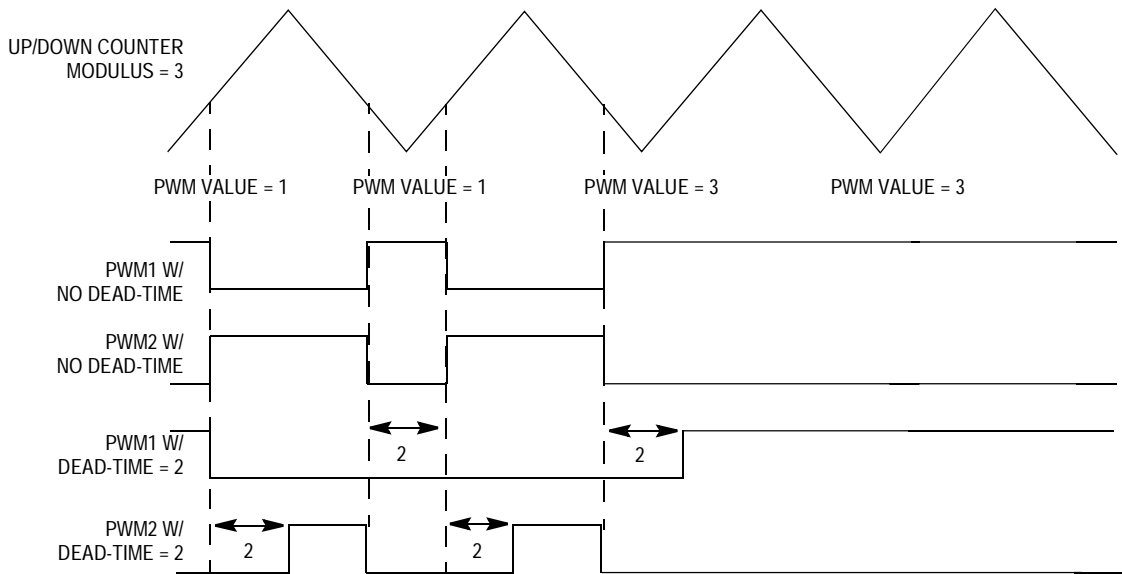 UP/DOWN COUNTER
MODULUS = 3
PWM VALUE = 1 PWM VALUE = 1 PWM VALUE = 3 PWM VALUE = 3
PWM1 W/
NO DEAD-TIME
PWM2 W/
NO DEAD-TIME
PWM1 W/
DEAD-TIME = 2
2 2
PWM2 W/
DEAD-TIME = 2
2 2